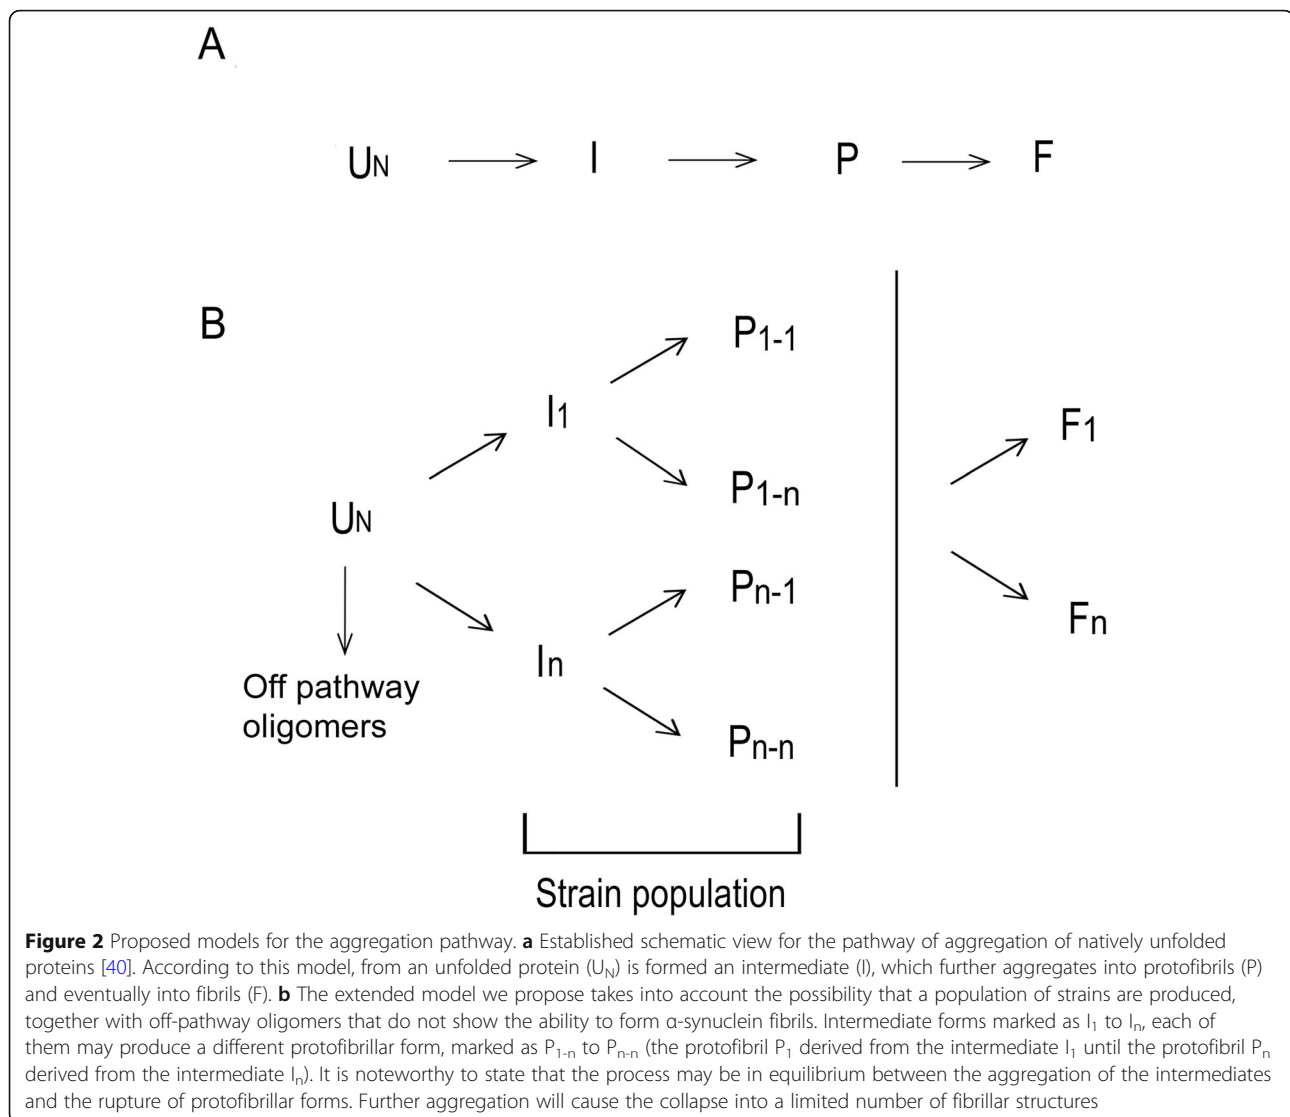 A
UN I P F
B
P1-1
I1
F1
P1-n
UN
Pn-1
Fn
In
Off pathway
oligomers
Pn-n
Strain population
Figure 2 Proposed models for the aggregation pathway. a Established schematic view for the pathway of aggregation of natively unfolded
proteins [40]. According to this model, from an unfolded protein (UN) is formed an intermediate (I), which further aggregates into protofibrils (P)
and eventually into fibrils (F). b The extended model we propose takes into account the possibility that a population of strains are produced,
together with off-pathway oligomers that do not show the ability to form α-synuclein fibrils. Intermediate forms marked as I1 to In, each of
them may produce a different protofibrillar form, marked as P1-n to Pn-n (the protofibril P1 derived from the intermediate I1 until the protofibril Pn
derived from the intermediate In). It is noteworthy to state that the process may be in equilibrium between the aggregation of the intermediates
and the rupture of protofibrillar forms. Further aggregation will cause the collapse into a limited number of fibrillar structures